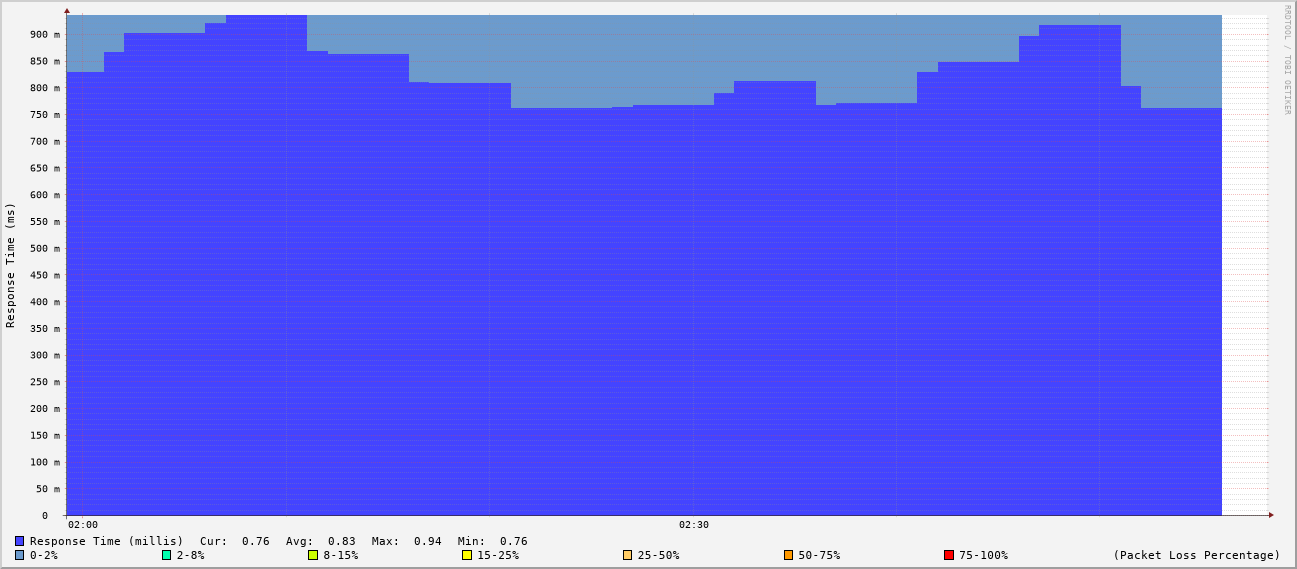 RRDTOOL / TOBI OETIKER
Response Time (ms)
900 m
850 m
800 m
750 m
700 m
650 m
600 m
550 m
500 m
450 m
400 m
350 m
300 m
250 m
200 m
150 m
100 m
50 m
0
02:00 02:30
Response Time (millis) Cur: 0.76 Avg: 0.83 Max: 0.94 Min: 0.76
0-2% 2-8% 8-15% 15-25% 25-50% 50-75% 75-100% (Packet Loss Percentage)